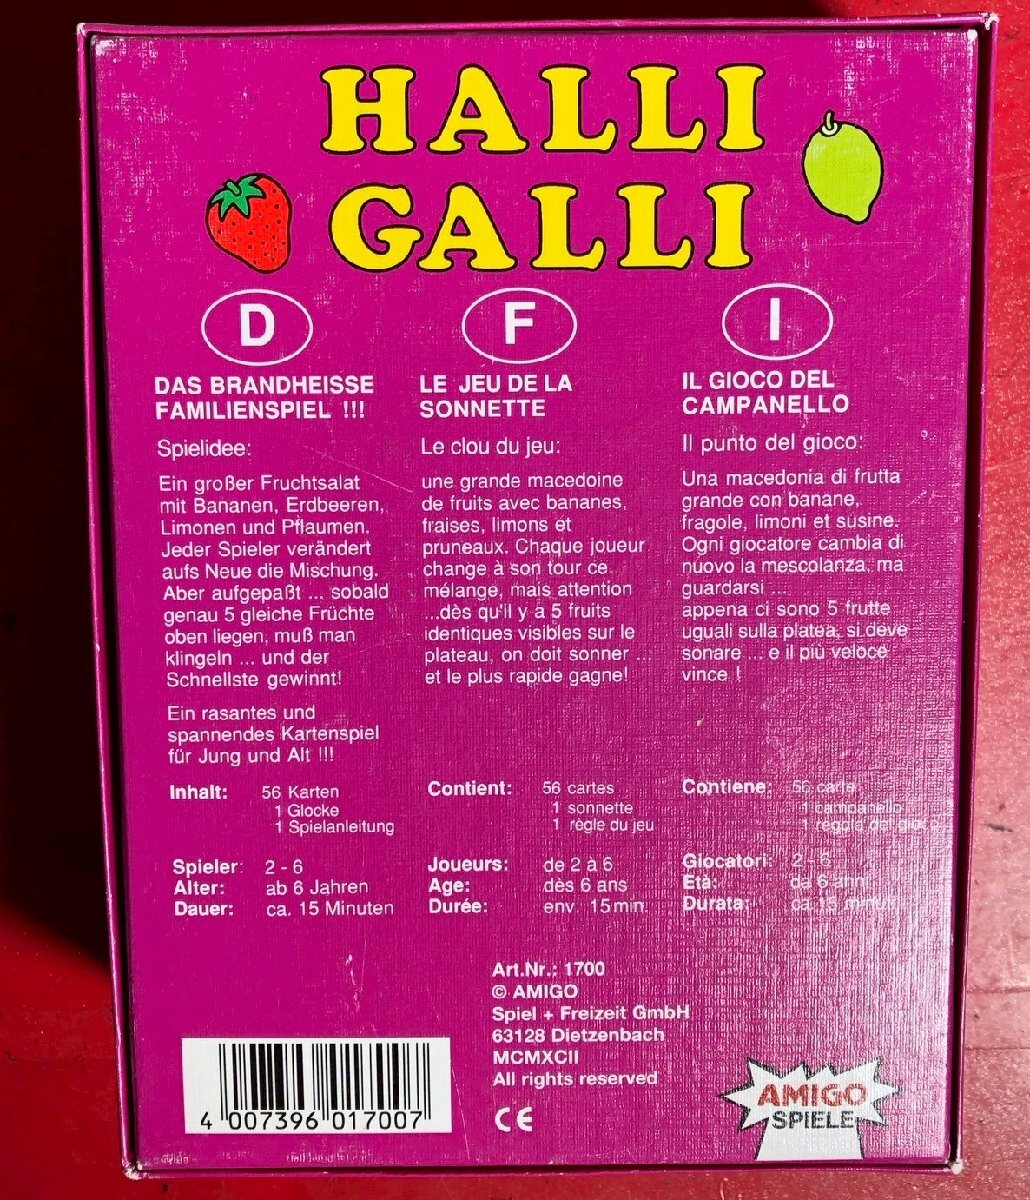 HALLI
GALLI
D
DAS BRANDHEISSE
FAMILIENSPIEL !!!
Spielidee:
Ein großer Fruchtsalat
mit Bananen, Erdbeeren,
Limonen und Pflaumen.
Jeder Spieler verändert
aufs Neue die Mischung.
Aber aufgepaßt ... sobald
genau 5 gleiche Früchte
oben liegen, muß man
klingeln ... und der
Schnellste gewinnt!
Ein rasantes und
spannendes Kartenspiel
für Jung und Alt !!!
Inhalt: 56 Karten
1 Glocke
1 Spielanleitung
Spieler: 2 - 6
Alter: ab 6 Jahren
Dauer: ca. 15 Minuten
F
LE JEU DE LA
SONNETTE
Le clou du jeu:
une grande macedoine
de fruits avec bananes,
fraises, limons et
pruneaux. Chaque joueur
change à son tour ce
mélange, mais attention
...dès qu'il y à 5 fruits
identiques visibles sur le
plateau, on doit sonner ...
et le plus rapide gagne!
Contient: 56 cartes
1 sonnette
1 règle du jeu
Joueurs: de 2 à 6
Age: dès 6 ans
Durée: env. 15 min.
I
IL GIOCO DEL
CAMPANELLO
Il punto del gioco:
Una macedonia di frutta
grande con banane,
fragole, limoni et susine.
Ogni giocatore cambia di
nuovo la mescolanza, ma
guardarsi ...
appena ci sono 5 frutte
uguali sulla platea, si deve
sonare ... e il più veloce
vince !
Contiene: 56 carte
1 campanello
1 regola del gioco
Giocatori: 2 - 6
Età: da 6 anni
Durata: ca 15 minuti
Art.Nr.: 1700
© AMIGO
Spiel + Freizeit GmbH
63128 Dietzenbach
MCMXCII
All rights reserved
CE
4 007396 017007
AMIGO
SPIELE